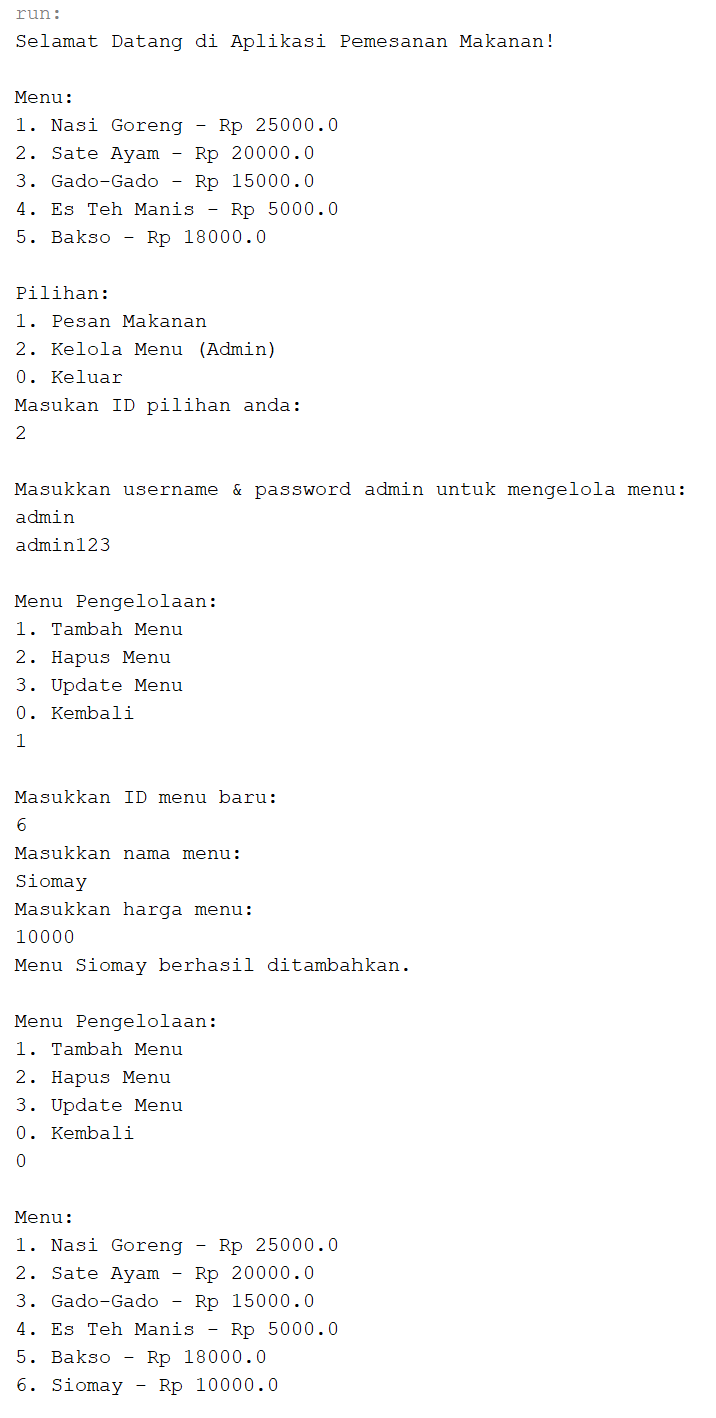 run:
Selamat Datang di Aplikasi Pemesanan Makanan!
Menu:
1. Nasi Goreng - Rp 25000.0
2. Sate Ayam - Rp 20000.0
3. Gado-Gado - Rp 15000.0
4. Es Teh Manis - Rp 5000.0
5. Bakso - Rp 18000.0
Pilihan:
1. Pesan Makanan
2. Kelola Menu (Admin)
0. Keluar
Masukan ID pilihan anda:
2
Masukkan username & password admin untuk mengelola menu:
admin
admin123
Menu Pengelolaan:
1. Tambah Menu
2. Hapus Menu
3. Update Menu
0. Kembali
1
Masukkan ID menu baru:
6
Masukkan nama menu:
Siomay
Masukkan harga menu:
10000
Menu Siomay berhasil ditambahkan.
Menu Pengelolaan:
1. Tambah Menu
2. Hapus Menu
3. Update Menu
0. Kembali
0
Menu:
1. Nasi Goreng - Rp 25000.0
2. Sate Ayam - Rp 20000.0
3. Gado-Gado - Rp 15000.0
4. Es Teh Manis - Rp 5000.0
5. Bakso - Rp 18000.0
6. Siomay - Rp 10000.0